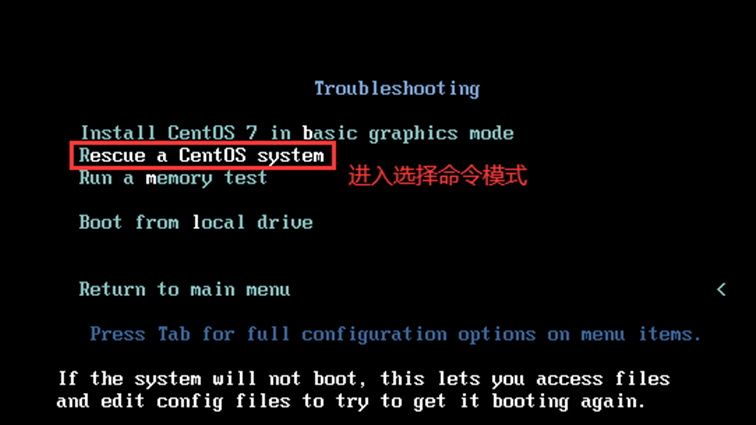 Troubleshooting
Install CentOS 7 in basic graphics mode
Rescue a CentOS system
进入选择命令模式
Run a memory test
Boot from local drive
Return to main menu <
Press Tab for full configuration options on menu items.
If the system will not boot, this lets you access files
and edit config files to try to get it booting again.